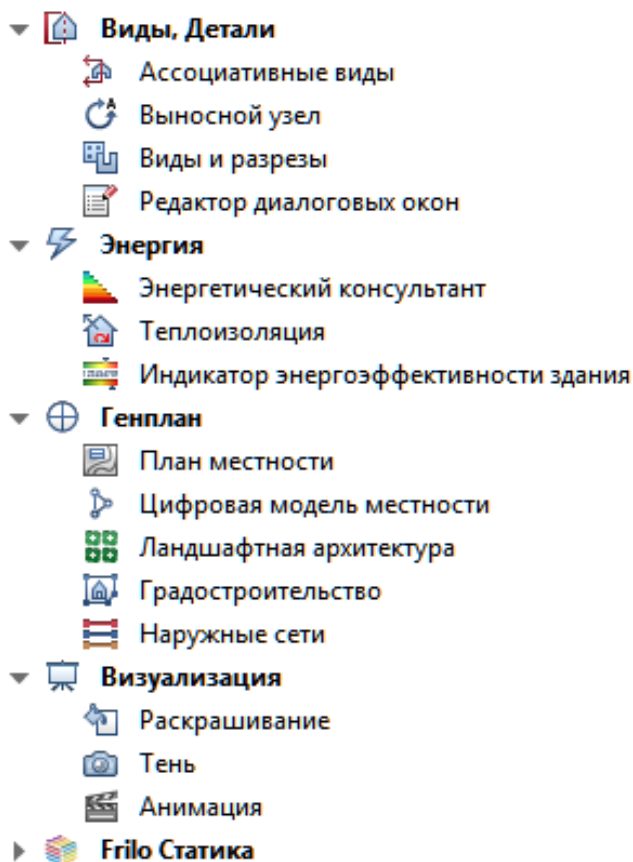 Виды, Детали
Ассоциативные виды
Выносной узел
Виды и разрезы
Редактор диалоговых окон
Энергия
Энергетический консультант
Теплоизоляция
Индикатор энергоэффективности здания
Генплан
План местности
Цифровая модель местности
Ландшафтная архитектура
Градостроительство
Наружные сети
Визуализация
Раскрашивание
Тень
Анимация
Frilo Статика